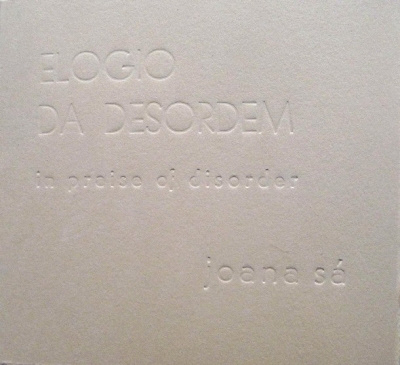 ELOGIO
DA DESORDEM
in praise of disorder
joana sá